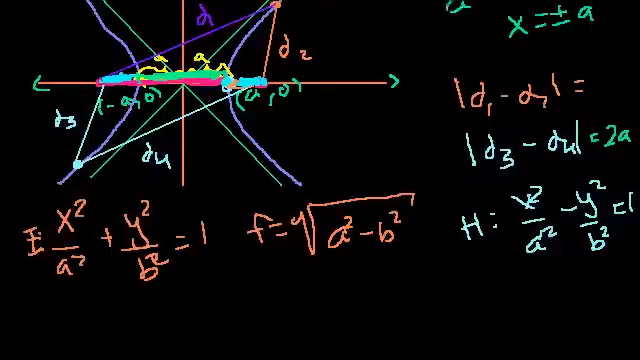 x = ± a
d₁
a a
d₂
(-a,0) (a,0)
|d₁ - d₂| =
d₃
d₄
|d₃ - d₄| = 2a
E: x²/a² + y²/b² = 1
f = √(a² - b²)
H: x²/a² - y²/b² = 1